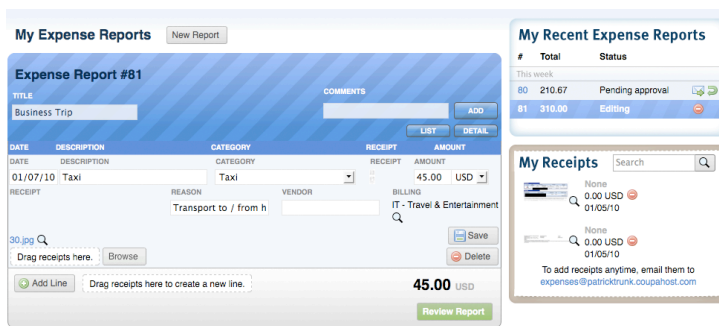 My Expense Reports
New Report
Expense Report #81
TITLE
COMMENTS
Business Trip
ADD
LIST
DETAIL
DATE DESCRIPTION CATEGORY RECEIPT AMOUNT
DATE DESCRIPTION CATEGORY RECEIPT AMOUNT
01/07/10 Taxi Taxi 45.00 USD
RECEIPT REASON VENDOR BILLING
Transport to / from h
IT - Travel & Entertainment
30.jpg
Save
Drag receipts here. Browse
Delete
Add Line Drag receipts here to create a new line.
45.00 USD
Review Report
My Recent Expense Reports
# Total Status
This week
80 210.67 Pending approval
81 310.00 Editing
My Receipts
Search
None
0.00 USD
01/05/10
None
0.00 USD
01/05/10
To add receipts anytime, email them to
expenses@patricktrunk.coupahost.com